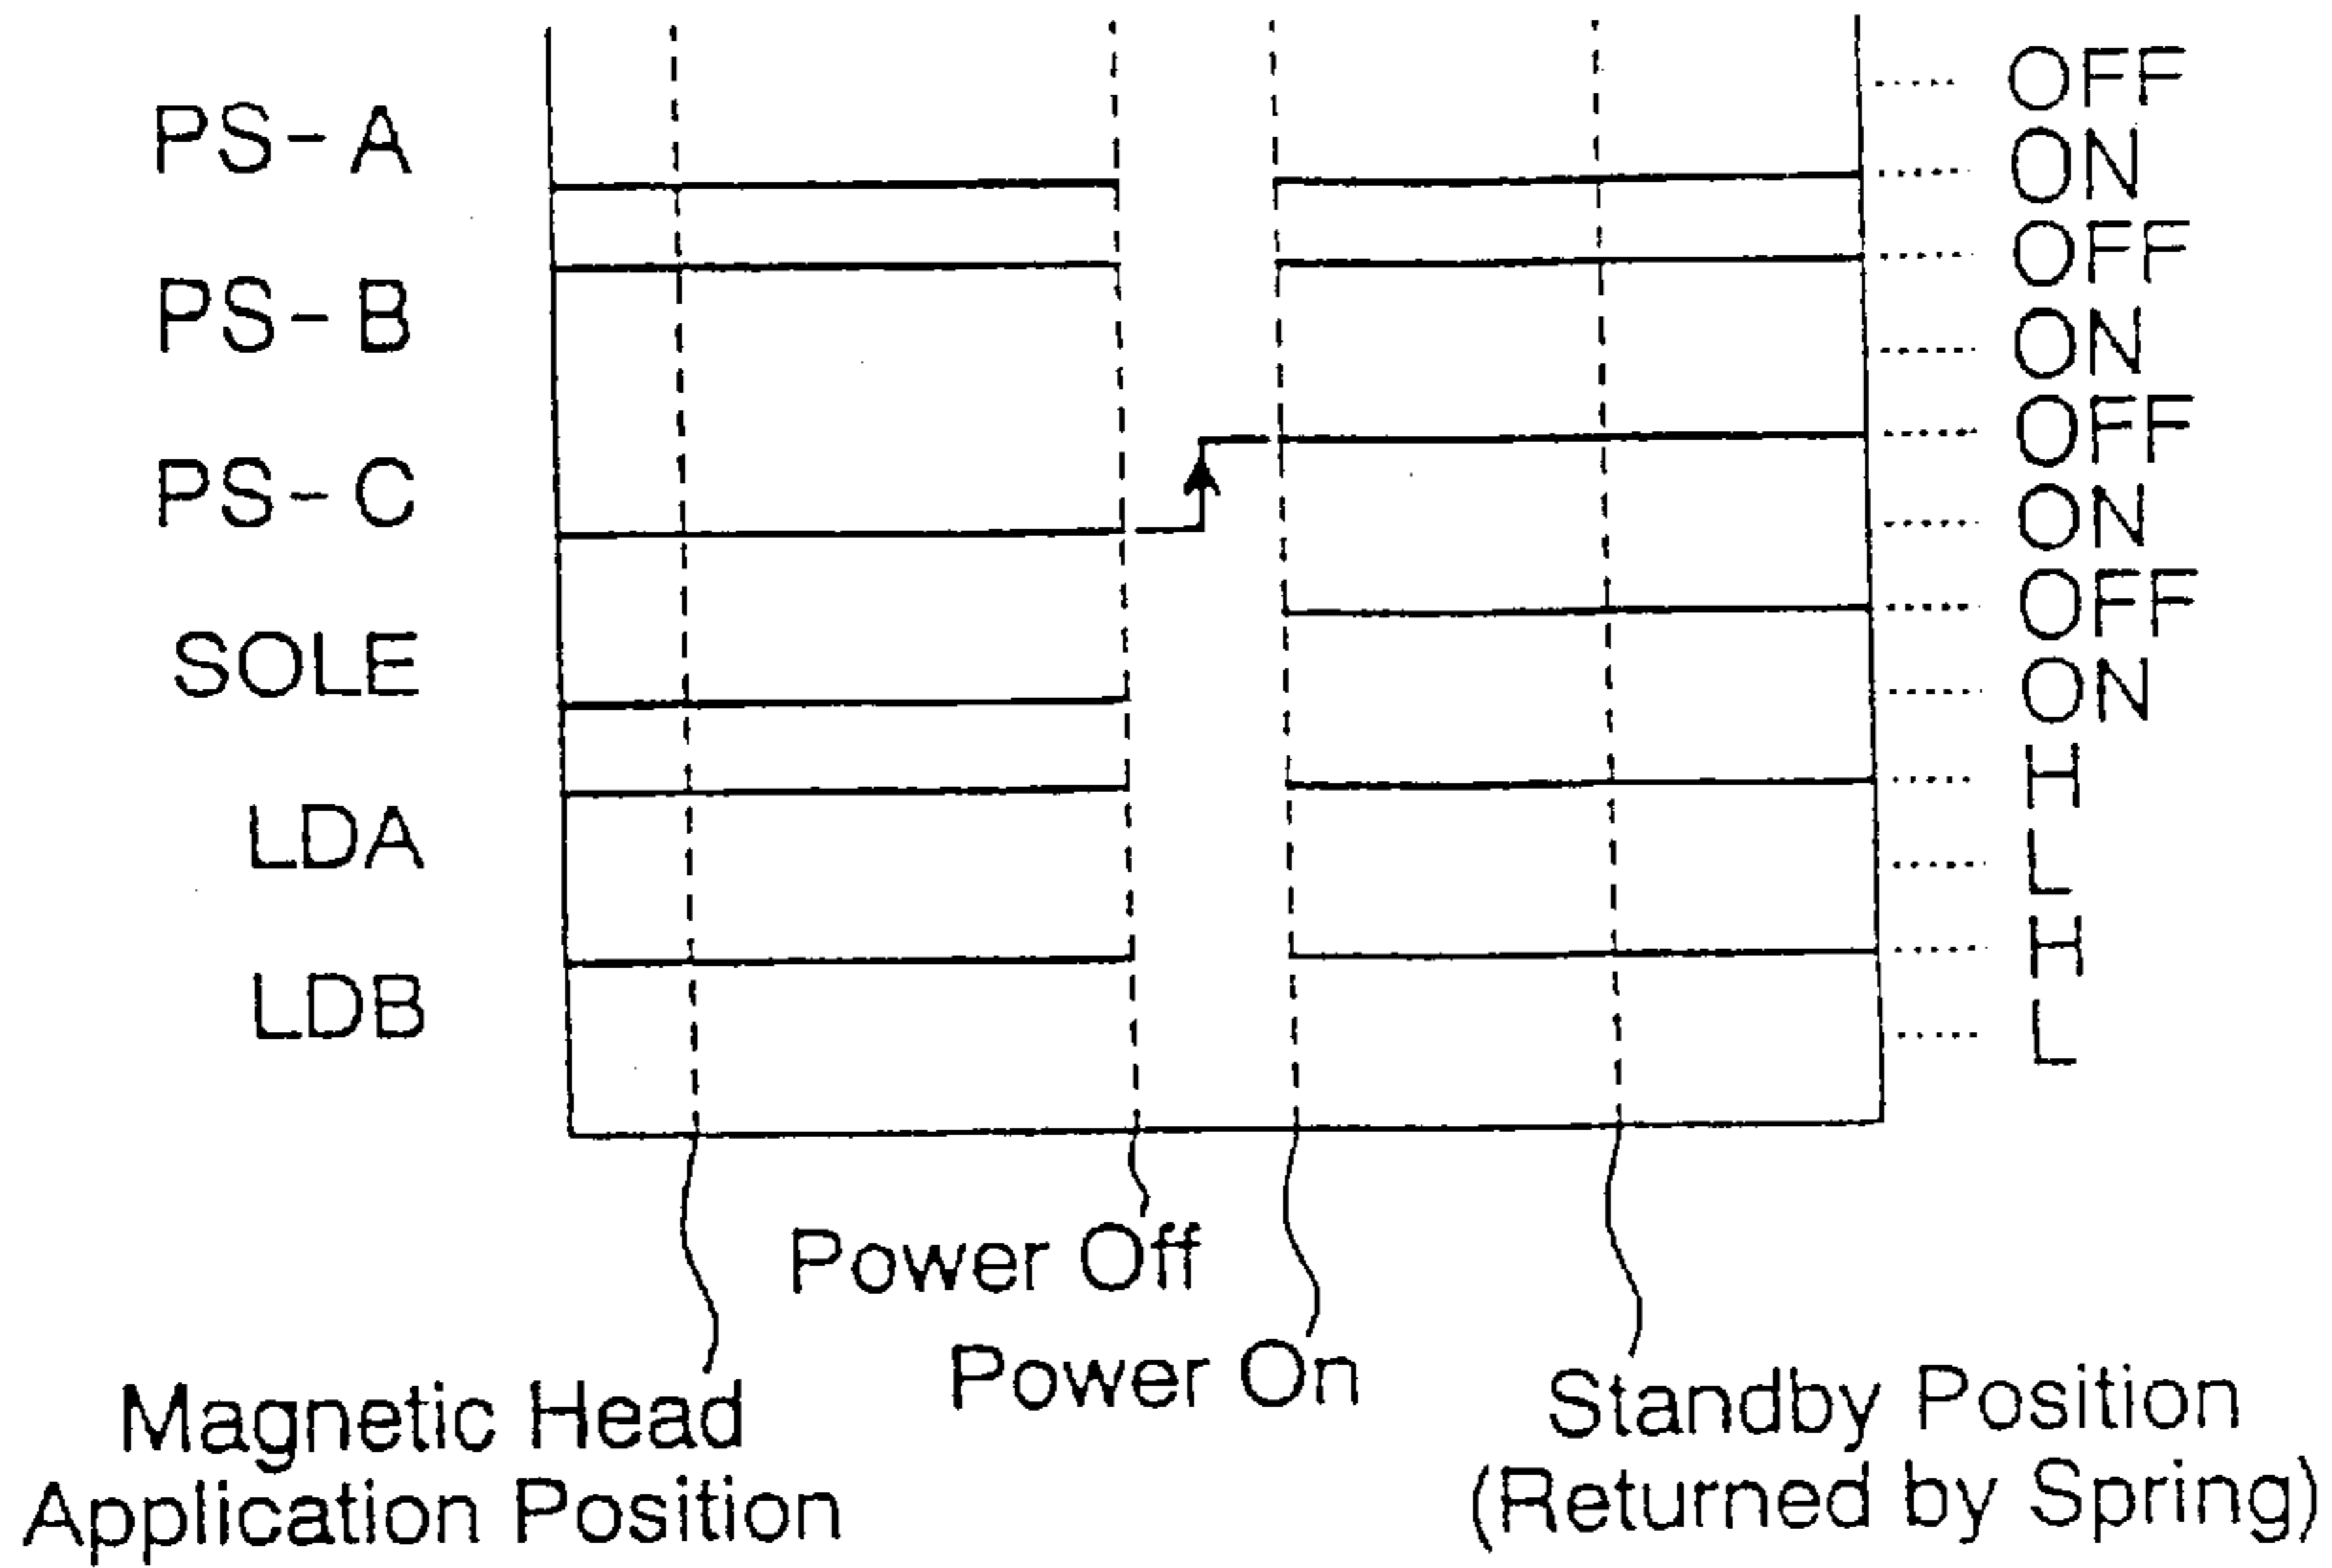 OFF
PS-A
ON
OFF
PS-B
ON
OFF
PS-C
ON
OFF
SOLE
ON
H
LDA
L
H
LDB
L
Power Off
Power On
Magnetic Head
Application Position
Standby Position
(Returned by Spring)